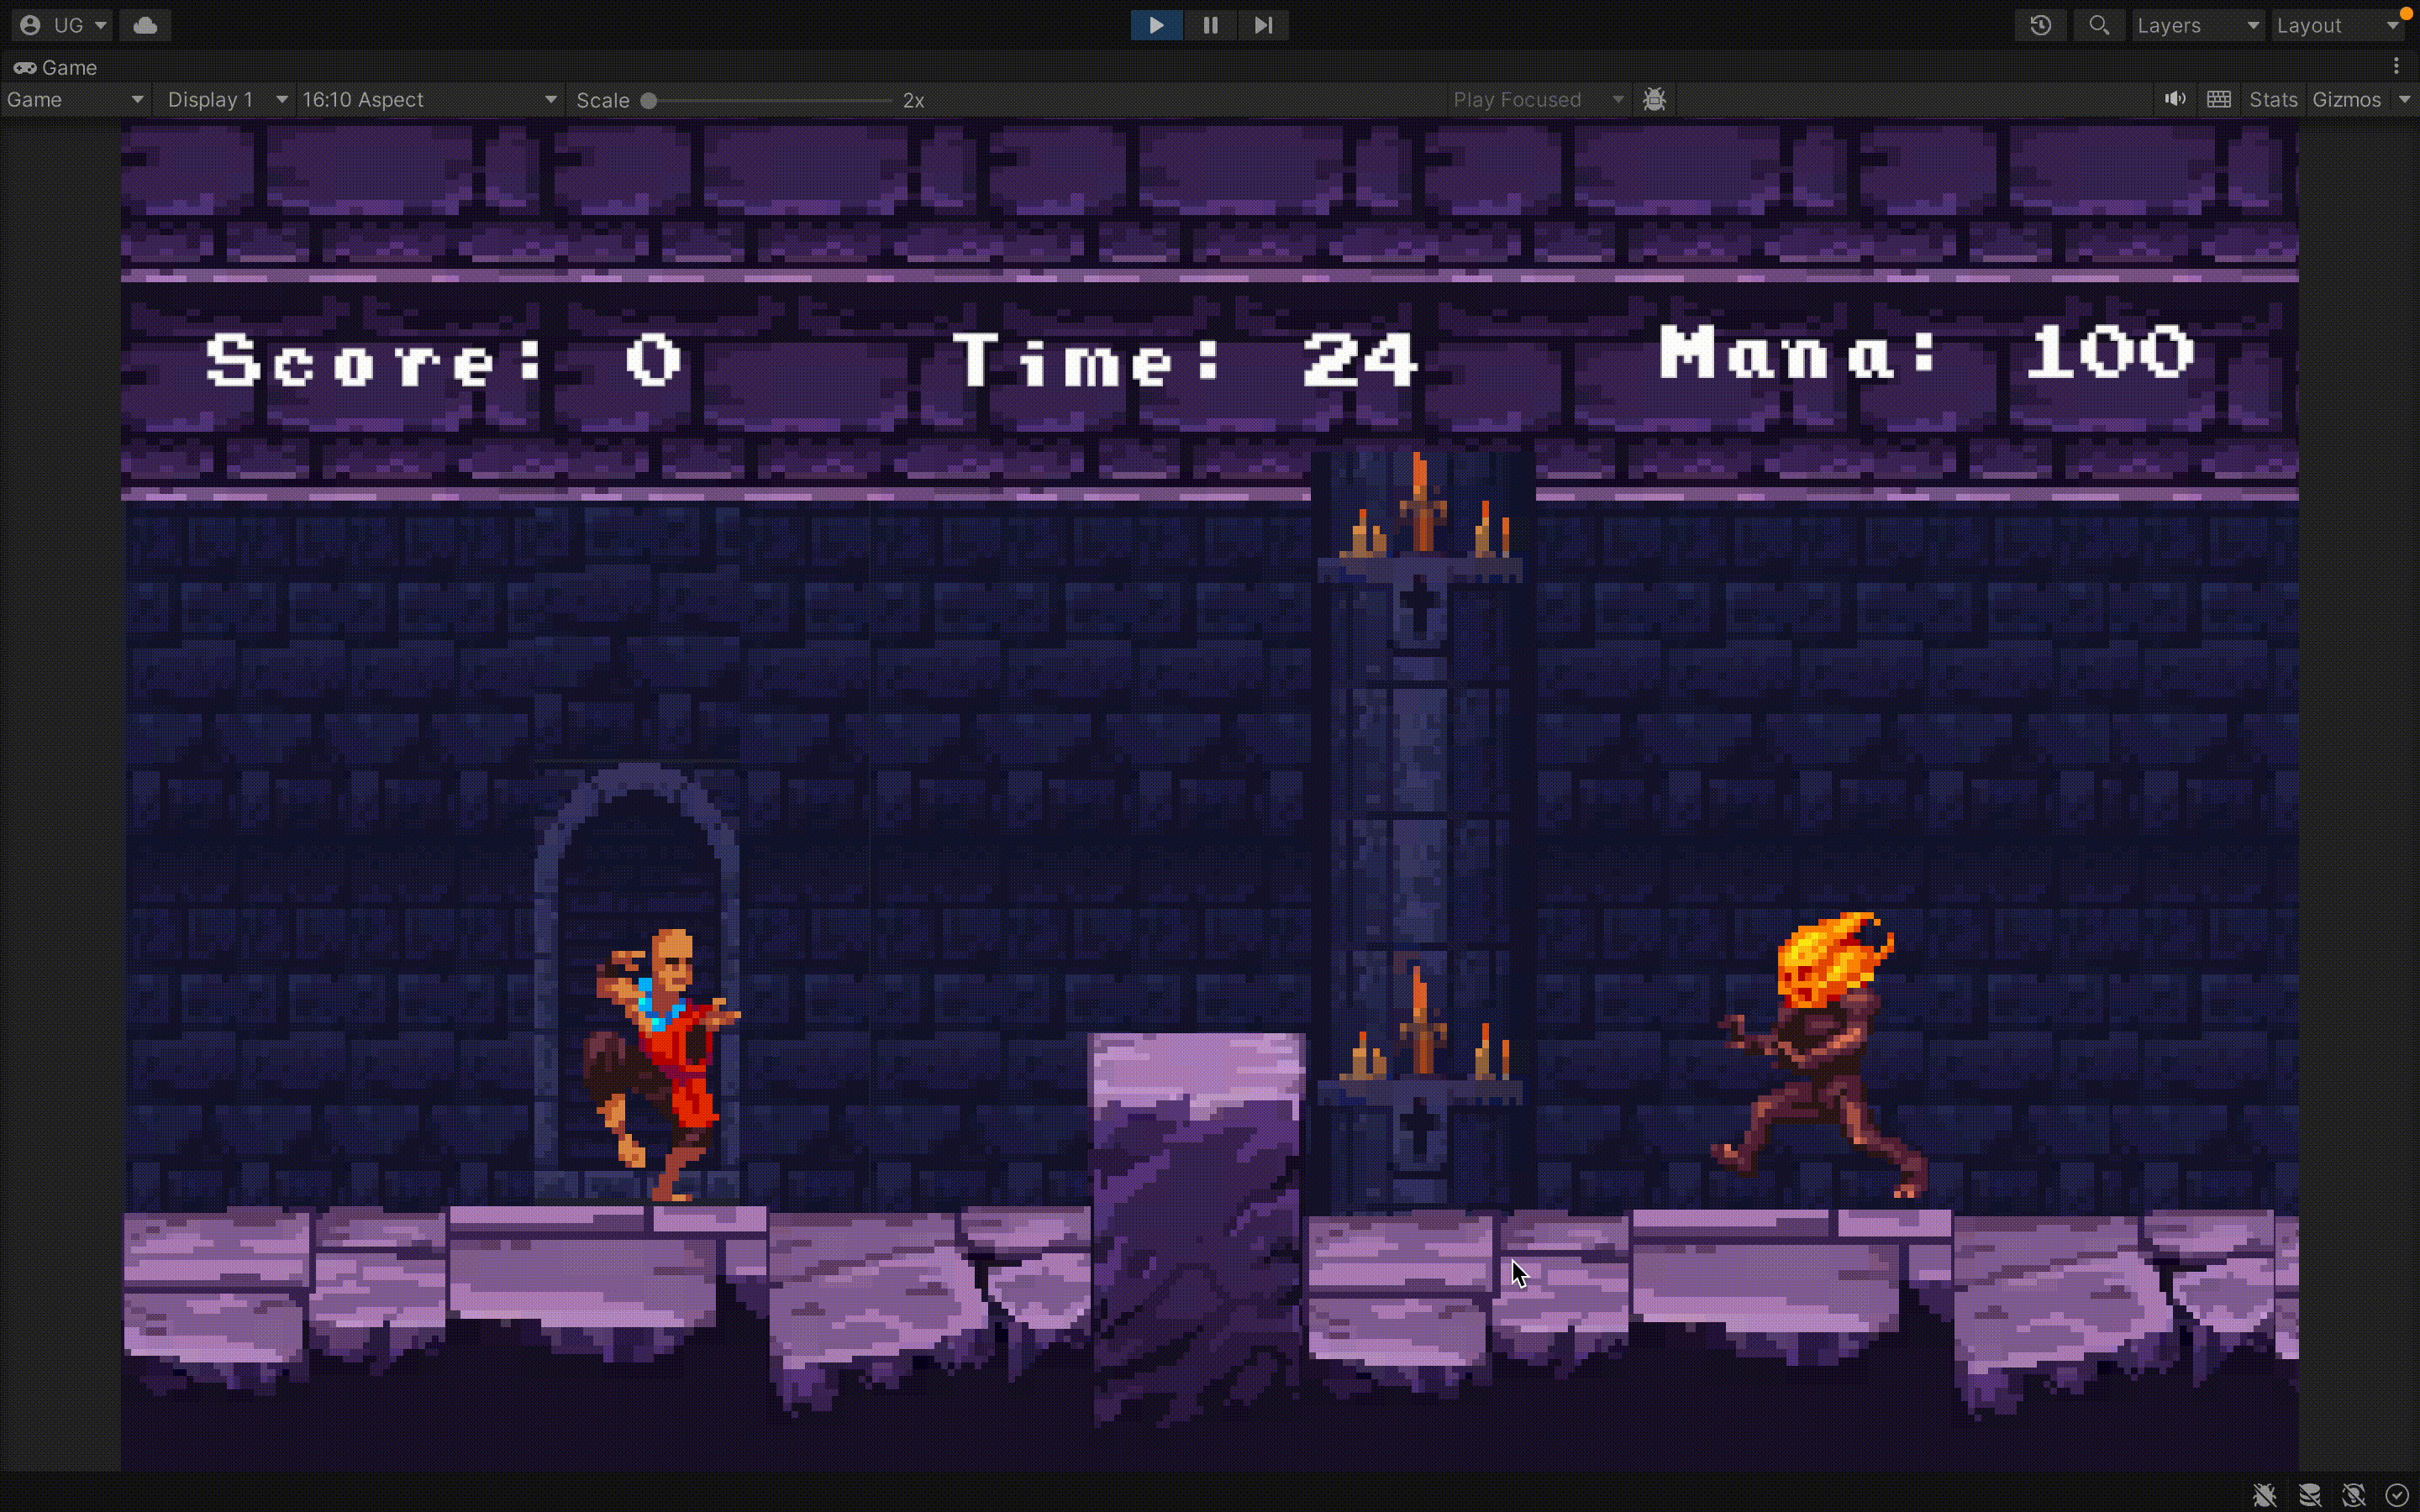 UG
Layers
Layout
Game
Game
Display 1
16:10 Aspect
Scale
2x
Play Focused
Stats
Gizmos
Score: 0
Time: 24
Mana: 100